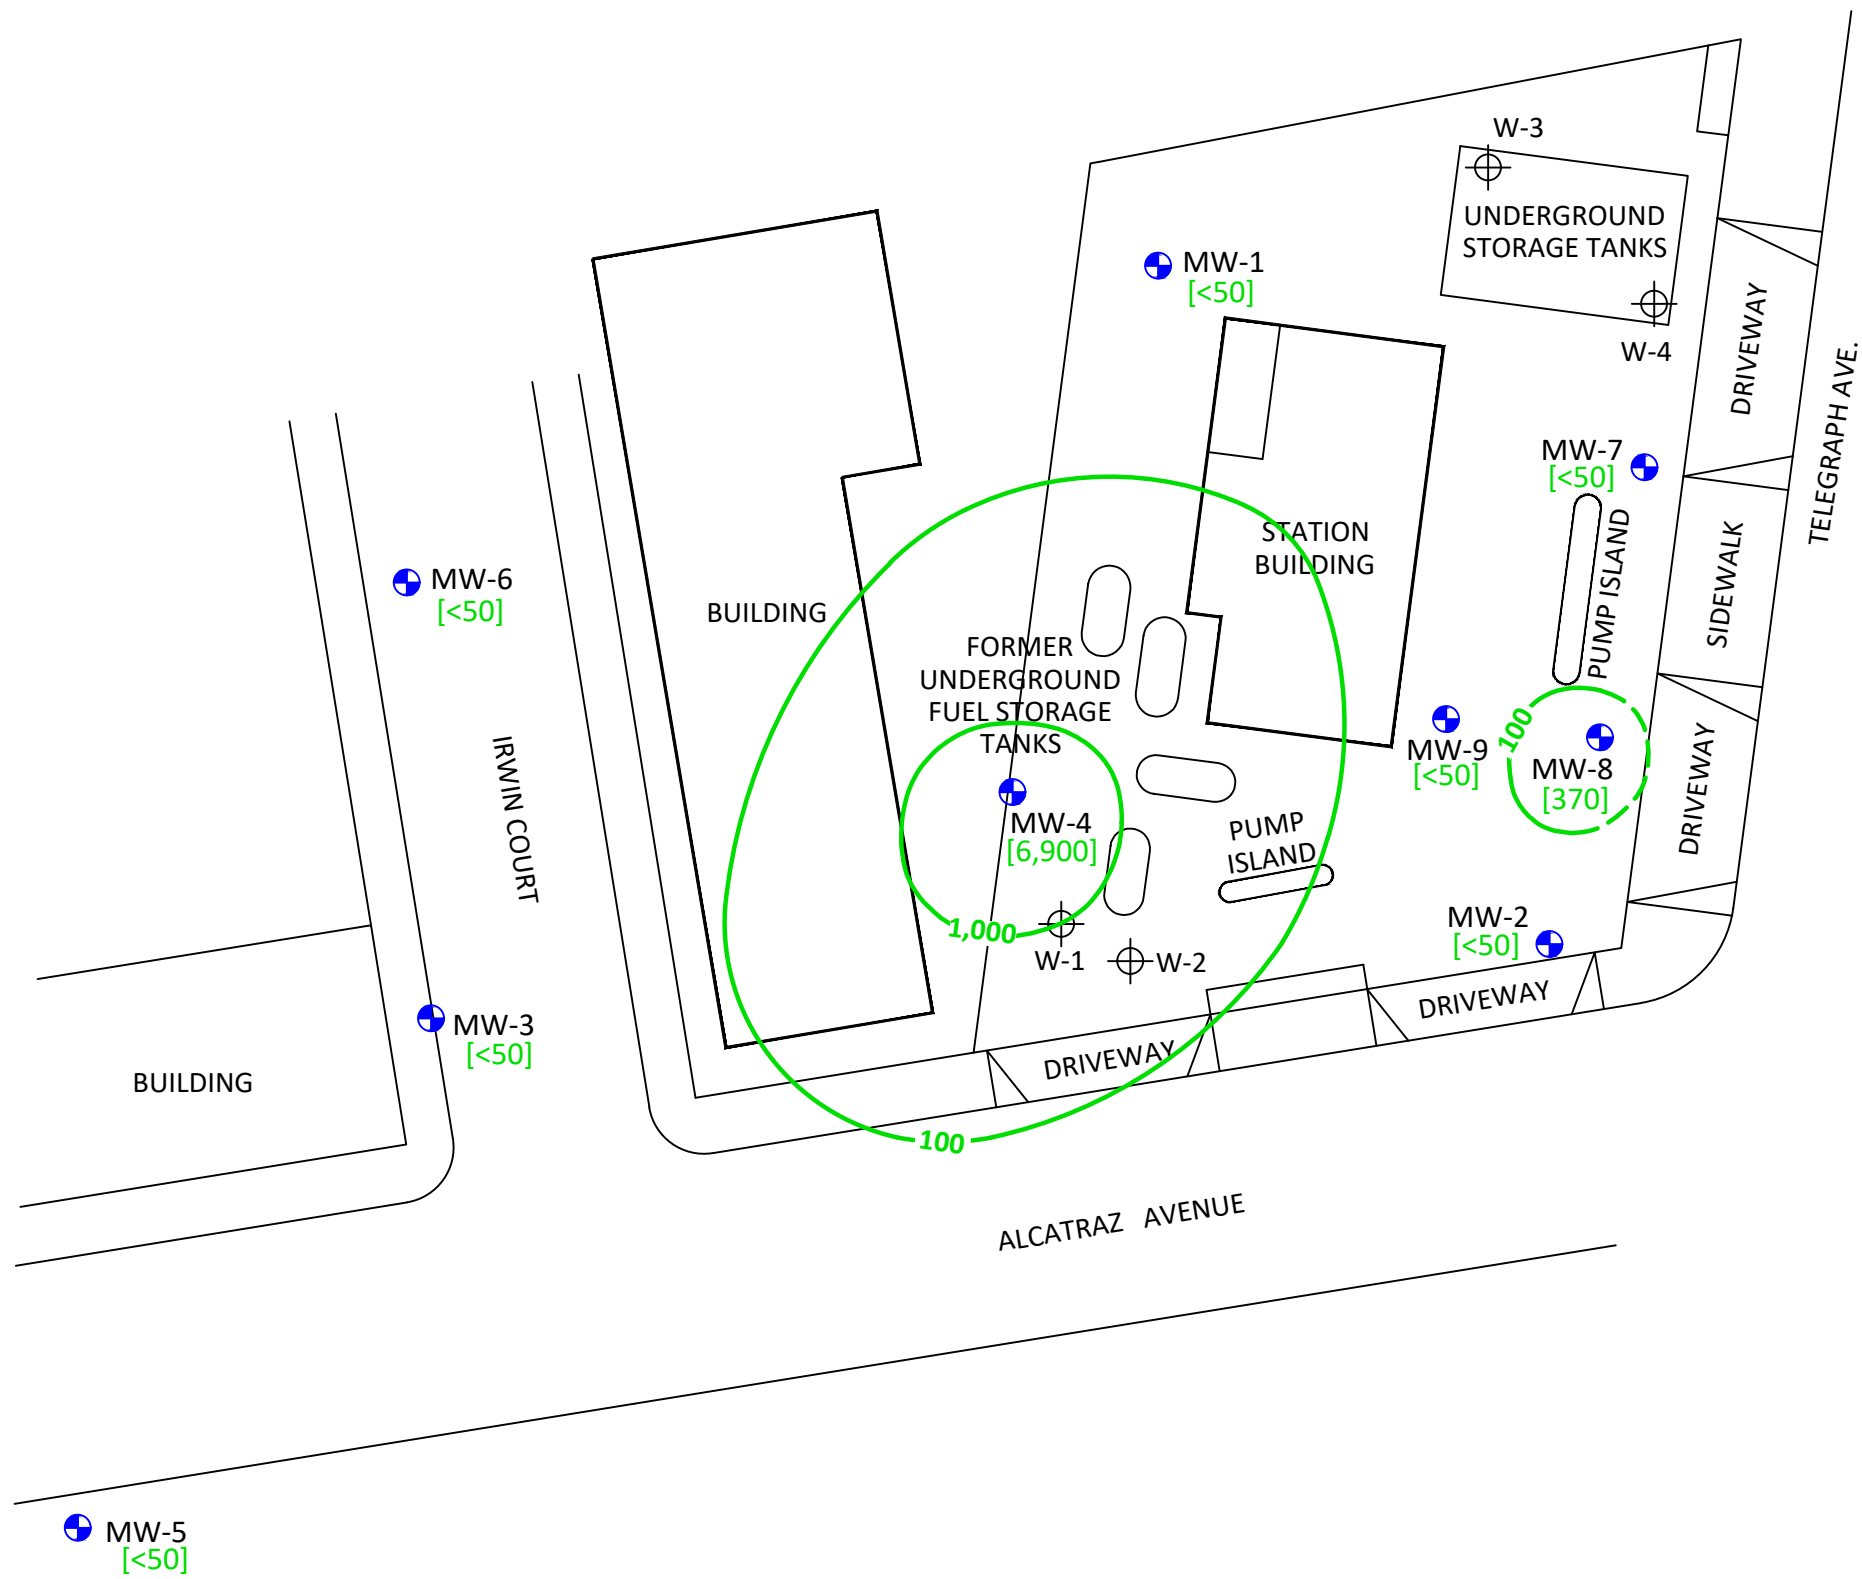 W-3
UNDERGROUND
STORAGE TANKS
W-4
MW-1
[<50]
DRIVEWAY
TELEGRAPH AVE.
MW-7
[<50]
PUMP ISLAND
SIDEWALK
STATION
BUILDING
MW-6
[<50]
BUILDING
FORMER
UNDERGROUND
FUEL STORAGE
TANKS
IRWIN COURT
MW-9
[<50]
100
MW-8
[370]
DRIVEWAY
MW-4
[6,900]
PUMP
ISLAND
1,000
W-1
W-2
MW-2
[<50]
DRIVEWAY
DRIVEWAY
MW-3
[<50]
BUILDING
100
ALCATRAZ AVENUE
MW-5
[<50]